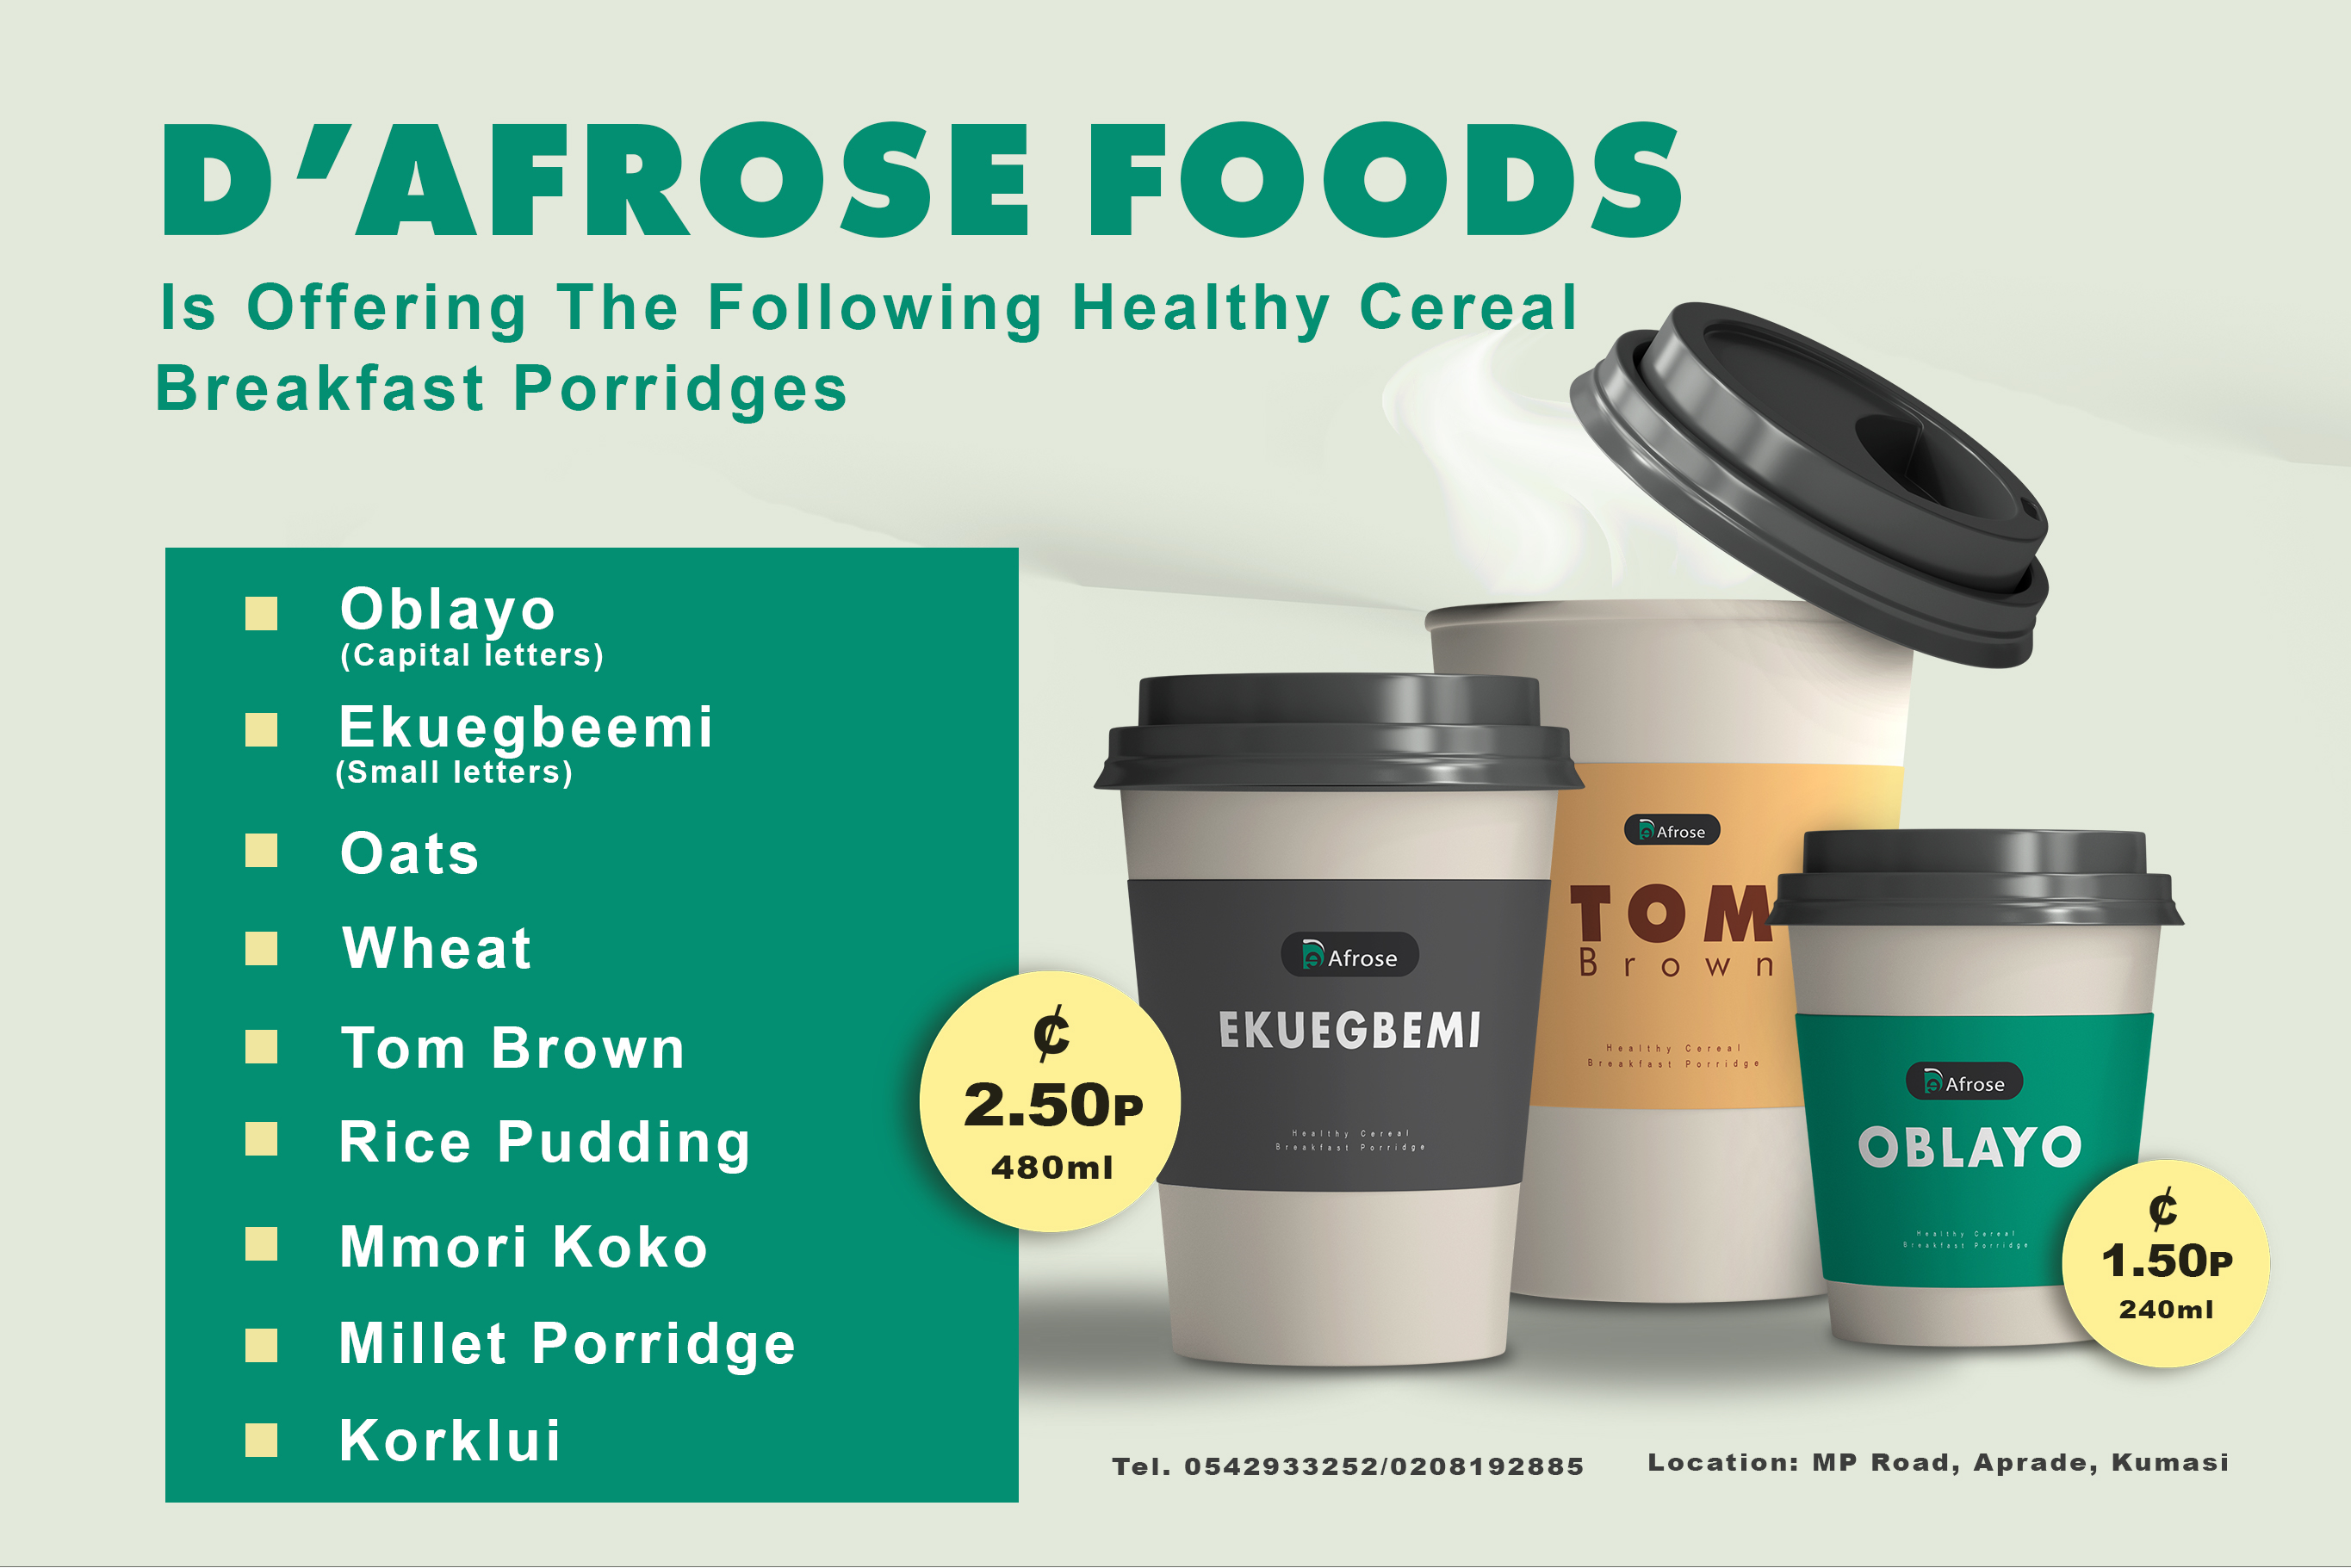 D'AFROSE FOODS
Is Offering The Following Healthy Cereal
Breakfast Porridges
Oblayo
(Capital letters)
Ekuegbeemi
(Small letters)
Oats
Wheat
Tom Brown
Rice Pudding
Mmori Koko
Millet Porridge
Korklui
₵
2.50P
480ml
De Afrose
EKUEGBEMI
Healthy Cereal
Breakfast Porridge
De Afrose
TOM
Brown
Healthy Cereal
Breakfast Porridge
De Afrose
OBLAYO
Healthy Cereal
Breakfast Porridge
₵
1.50P
240ml
Tel. 0542933252/0208192885
Location: MP Road, Aprade, Kumasi